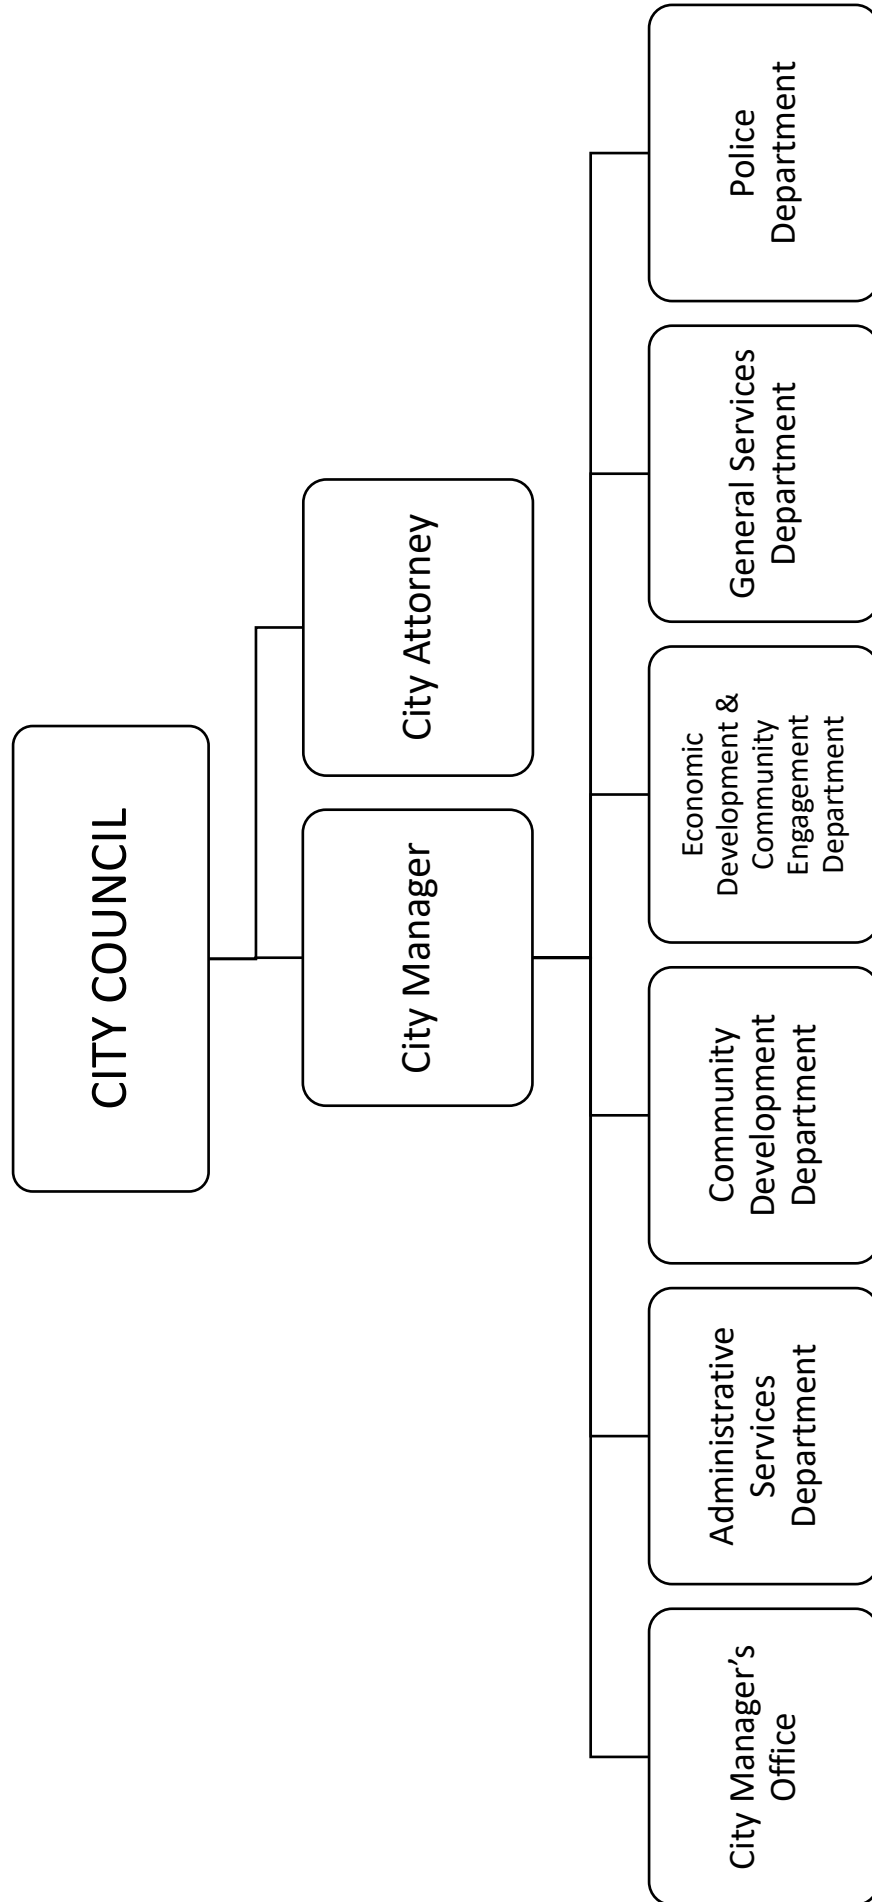 CITY COUNCIL
City Manager
City Attorney
City Manager’s
Office
Administrative
Services
Department
Community
Development
Department
Economic
Development &
Community
Engagement
Department
General Services
Department
Police
Department